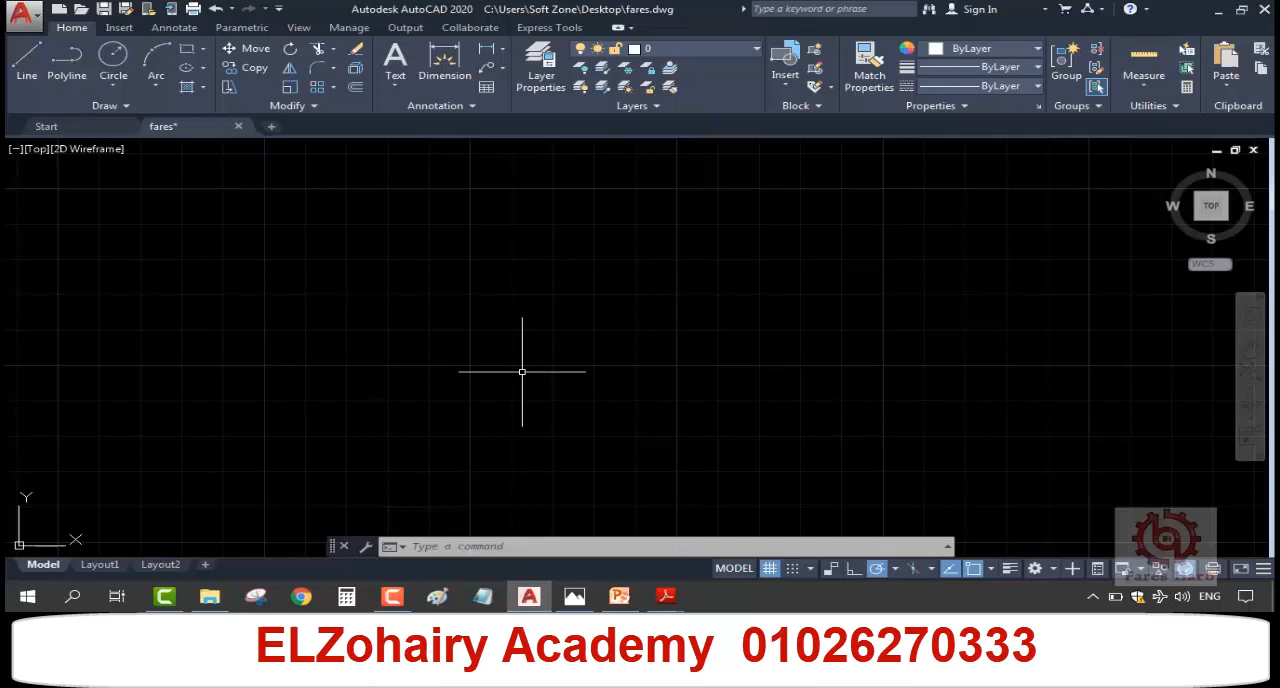 Autodesk AutoCAD 2020 C:\Users\Soft Zone\Desktop\fares.dwg
Type a keyword or phrase
Sign In
Home Insert Annotate Parametric View Manage Output Collaborate Express Tools
Move
0
ByLayer
Copy
ByLayer
Line Polyline Circle Arc
Text Dimension
Layer
Properties
Insert
Match
Properties
ByLayer
Group
Measure
Paste
Draw Modify Annotation Layers Block Properties Groups Utilities Clipboard
Start fares*
[−][Top][2D Wireframe]
N
W TOP E
S
WCS
Y
X
Type a command
Model Layout1 Layout2 +
MODEL
Fares Harb
ENG
ELZohairy Academy 01026270333